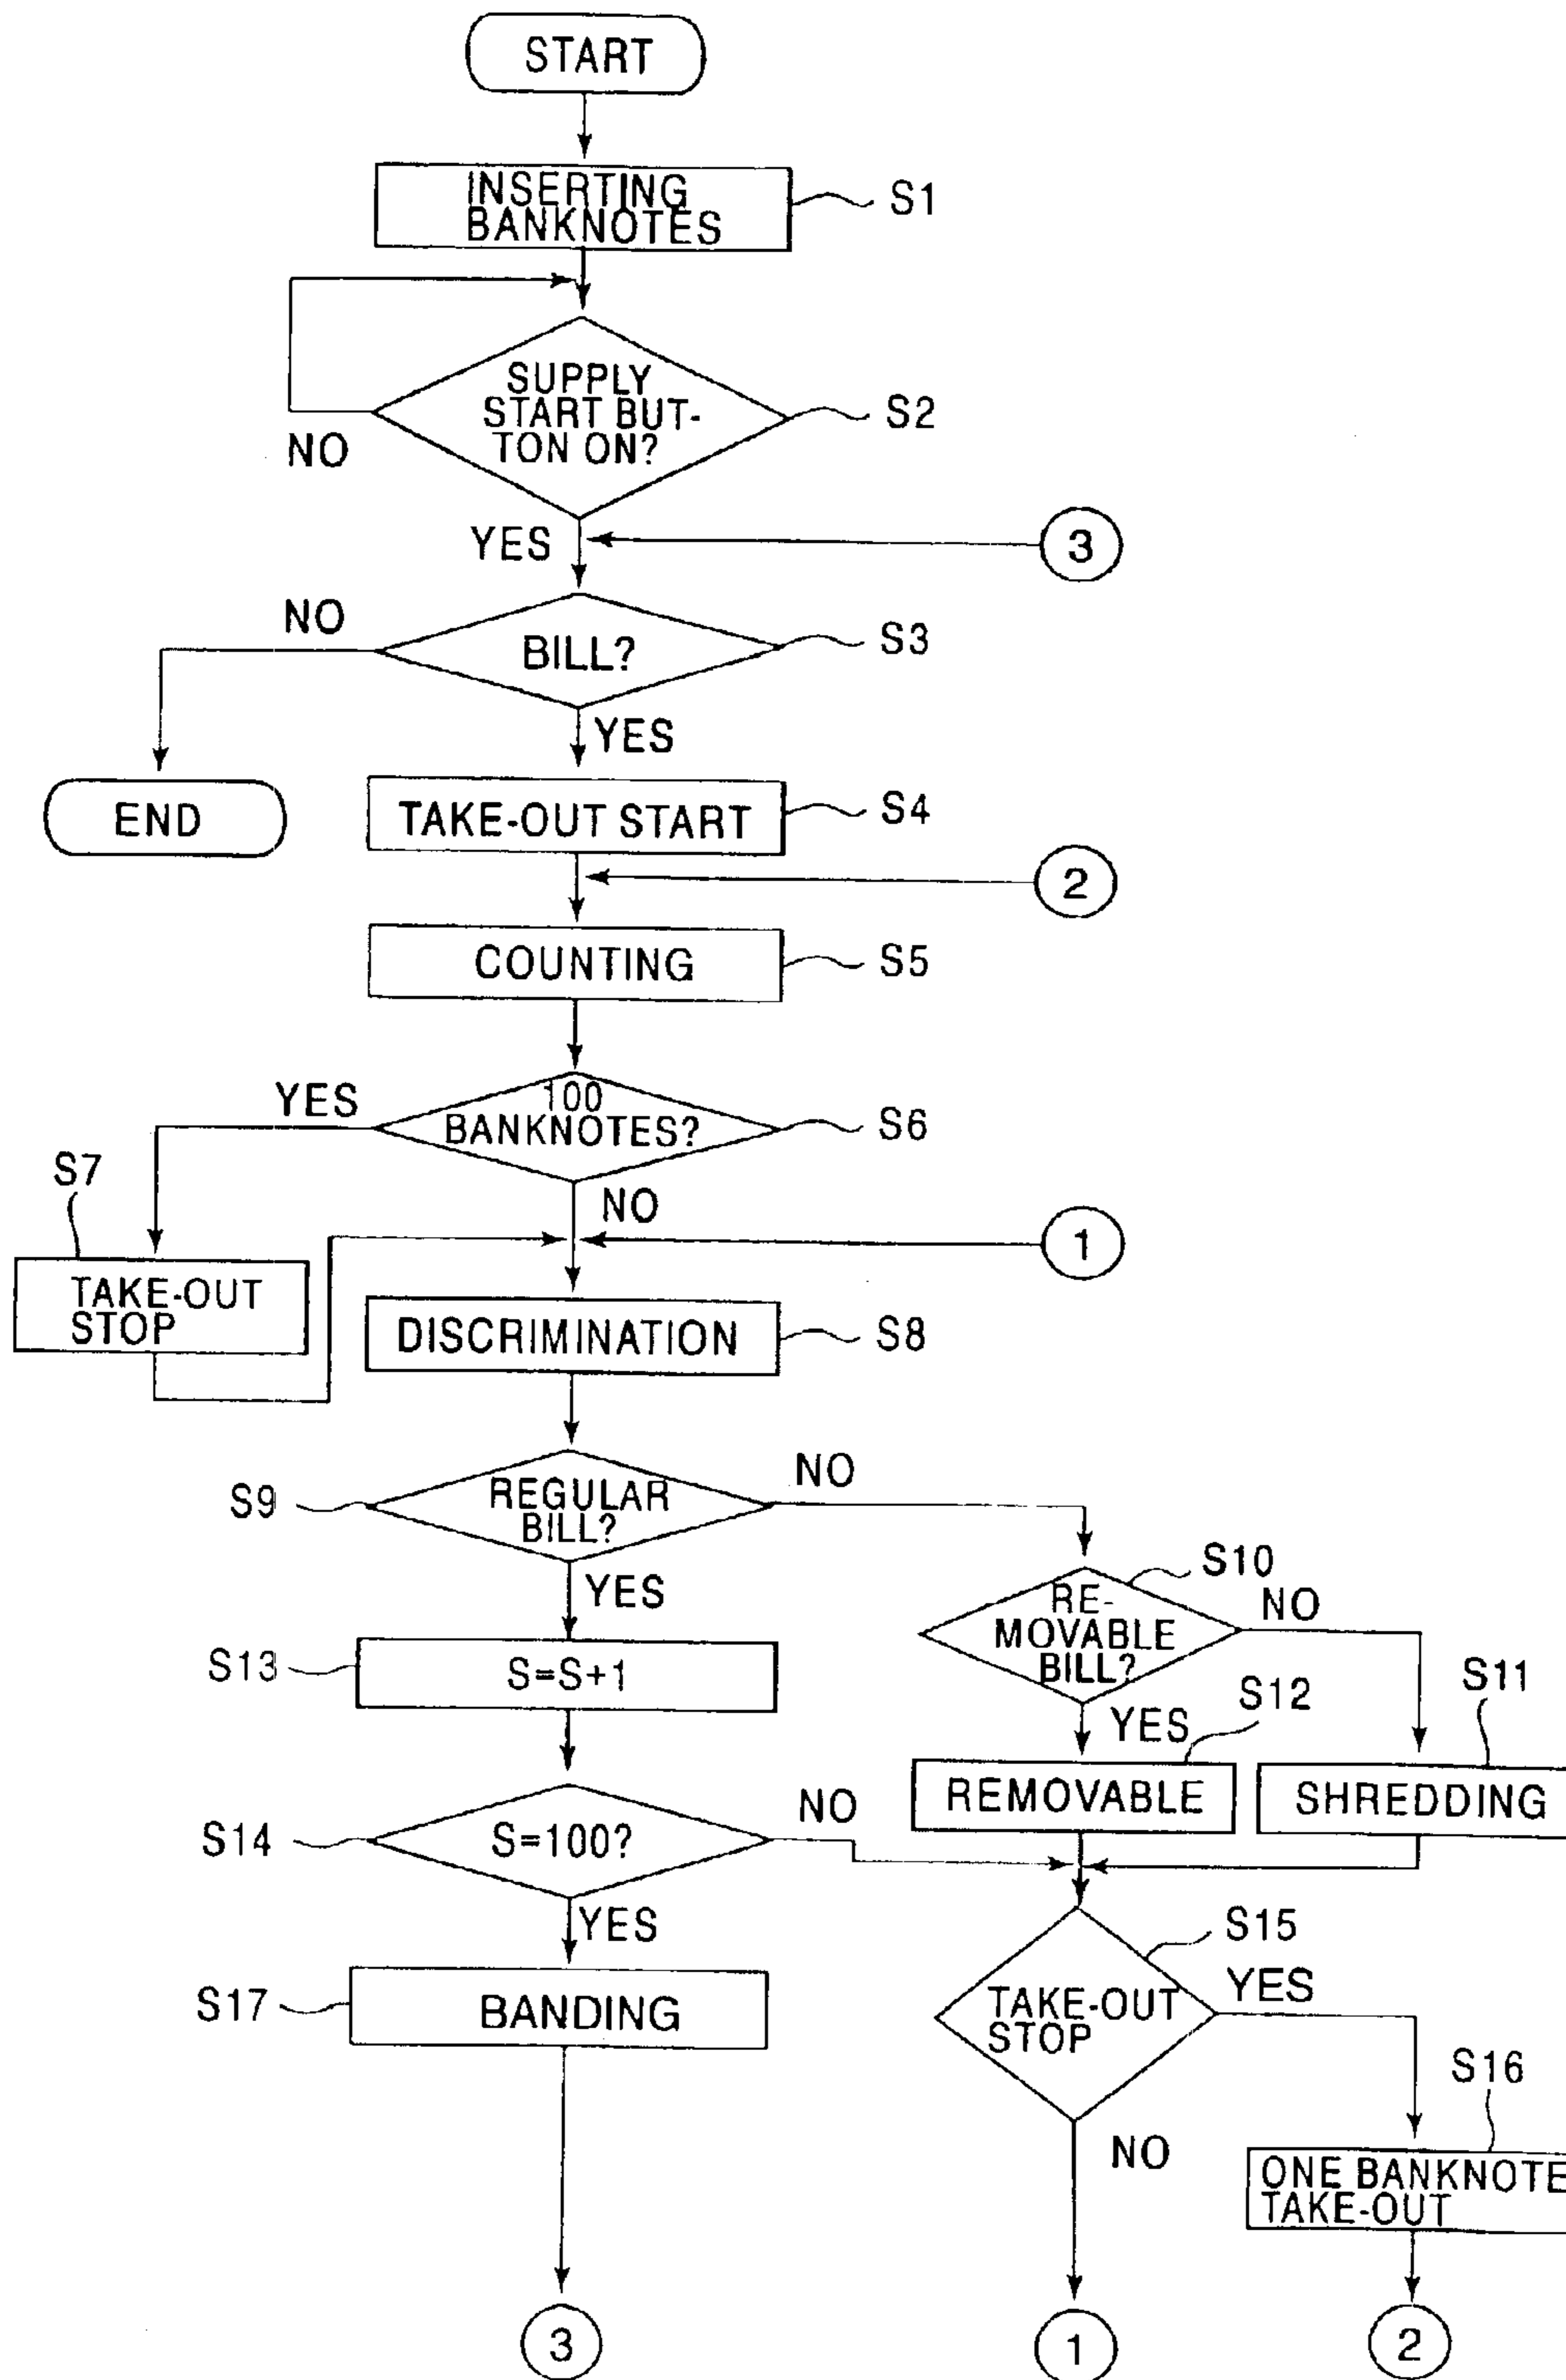 START
INSERTING
BANKNOTES
S1
SUPPLY
START BUT-
TON ON?
S2
NO
YES
3
NO
BILL?
S3
YES
END
TAKE-OUT START
S4
2
COUNTING
S5
YES
100
BANKNOTES?
S6
S7
NO
1
TAKE-OUT
STOP
DISCRIMINATION
S8
S9
REGULAR
BILL?
NO
YES
S10
RE-
MOVABLE
BILL?
NO
S13
S=S+1
YES
S12
S11
REMOVABLE
SHREDDING
S14
S=100?
NO
YES
S15
TAKE-OUT
STOP
YES
S17
BANDING
S16
NO
ONE BANKNOTE
TAKE-OUT
3
1
2